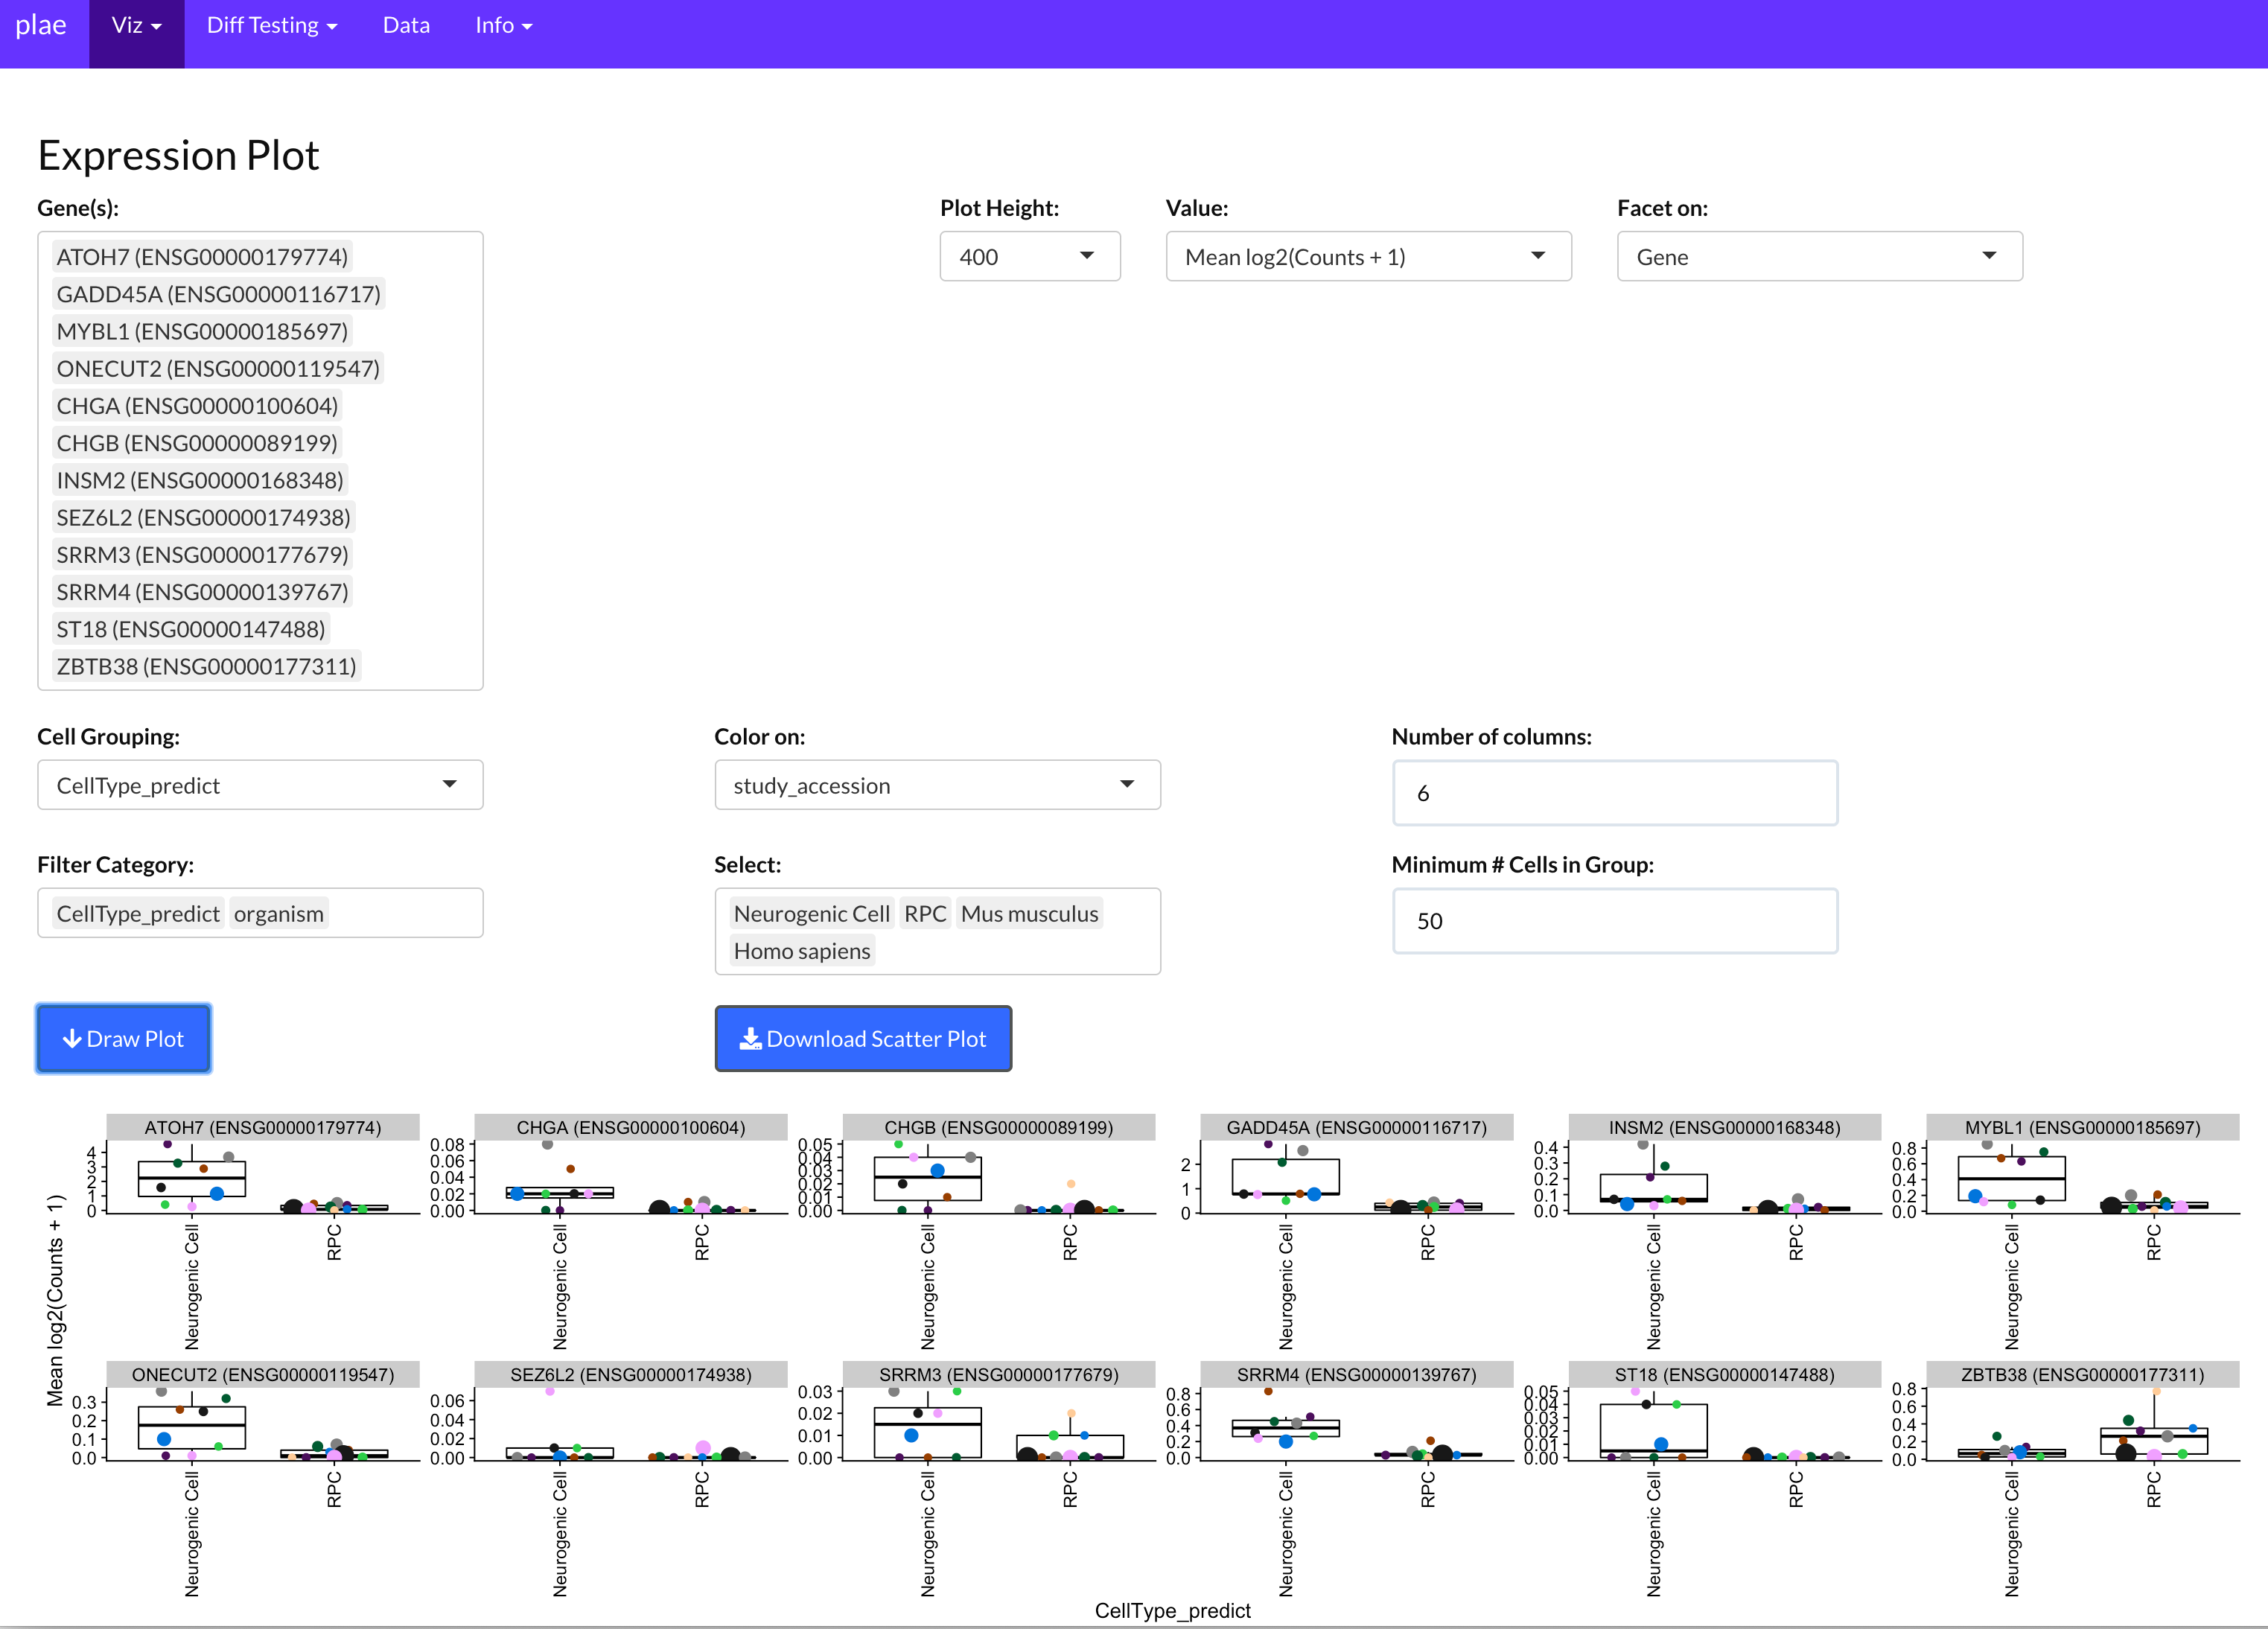 plae Viz Diff Testing Data Info
Expression Plot
Gene(s): Plot Height: Value: Facet on:
400 Mean log2(Counts + 1) Gene
ATOH7 (ENSG00000179774)
GADD45A (ENSG00000116717)
MYBL1 (ENSG00000185697)
ONECUT2 (ENSG00000119547)
CHGA (ENSG00000100604)
CHGB (ENSG00000089199)
INSM2 (ENSG00000168348)
SEZ6L2 (ENSG00000174938)
SRRM3 (ENSG00000177679)
SRRM4 (ENSG00000139767)
ST18 (ENSG00000147488)
ZBTB38 (ENSG00000177311)
Cell Grouping: Color on: Number of columns:
CellType_predict study_accession 6
Filter Category: Select: Minimum # Cells in Group:
CellType_predict organism Neurogenic Cell RPC Mus musculus 50
Homo sapiens
Draw Plot Download Scatter Plot
Mean log2(Counts + 1)
ATOH7 (ENSG00000179774)
4
3
2
1
0
Neurogenic Cell
RPC
CHGA (ENSG00000100604)
0.08
0.06
0.04
0.02
0.00
Neurogenic Cell
RPC
CHGB (ENSG00000089199)
0.05
0.04
0.03
0.02
0.01
0.00
Neurogenic Cell
RPC
GADD45A (ENSG00000116717)
2
1
0
Neurogenic Cell
RPC
INSM2 (ENSG00000168348)
0.4
0.3
0.2
0.1
0.0
Neurogenic Cell
RPC
MYBL1 (ENSG00000185697)
0.8
0.6
0.4
0.2
0.0
Neurogenic Cell
RPC
ONECUT2 (ENSG00000119547)
0.3
0.2
0.1
0.0
Neurogenic Cell
RPC
SEZ6L2 (ENSG00000174938)
0.06
0.04
0.02
0.00
Neurogenic Cell
RPC
SRRM3 (ENSG00000177679)
0.03
0.02
0.01
0.00
Neurogenic Cell
RPC
SRRM4 (ENSG00000139767)
0.8
0.6
0.4
0.2
0.0
Neurogenic Cell
RPC
ST18 (ENSG00000147488)
0.05
0.04
0.03
0.02
0.01
0.00
Neurogenic Cell
RPC
ZBTB38 (ENSG00000177311)
0.8
0.6
0.4
0.2
0.0
Neurogenic Cell
RPC
CellType_predict